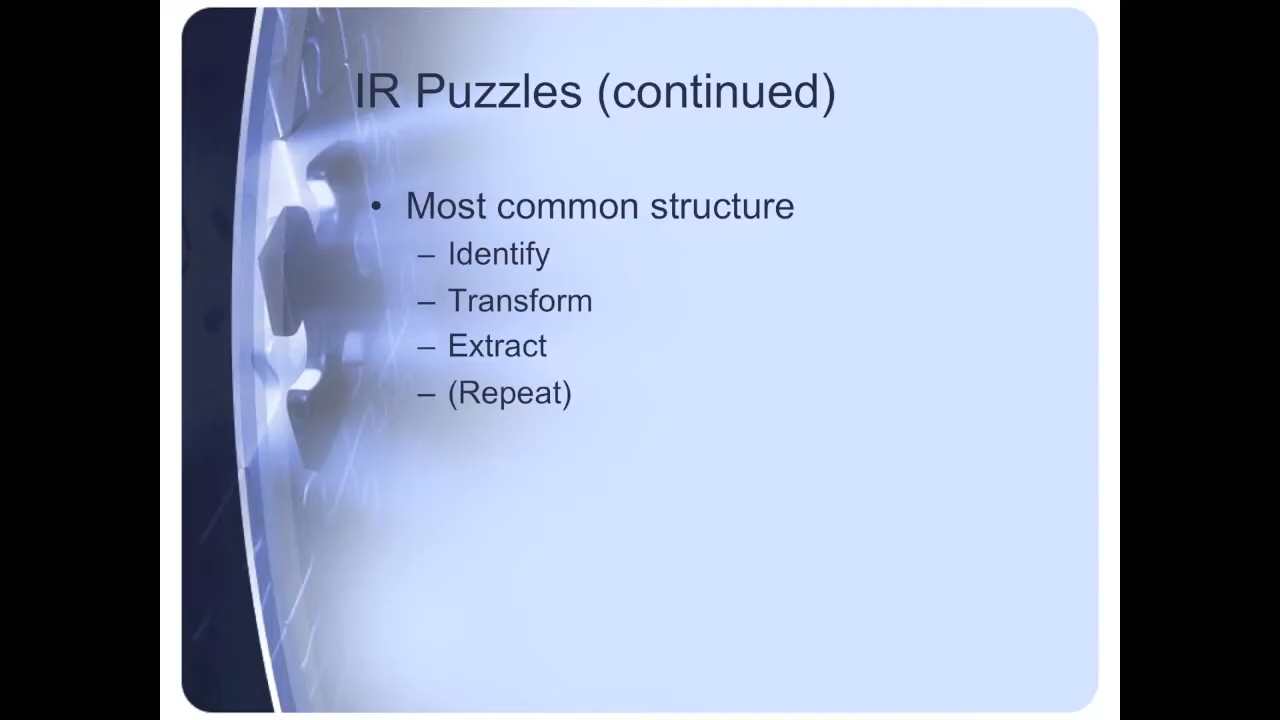 IR Puzzles (continued)
• Most common structure
– Identify
– Transform
– Extract
– (Repeat)